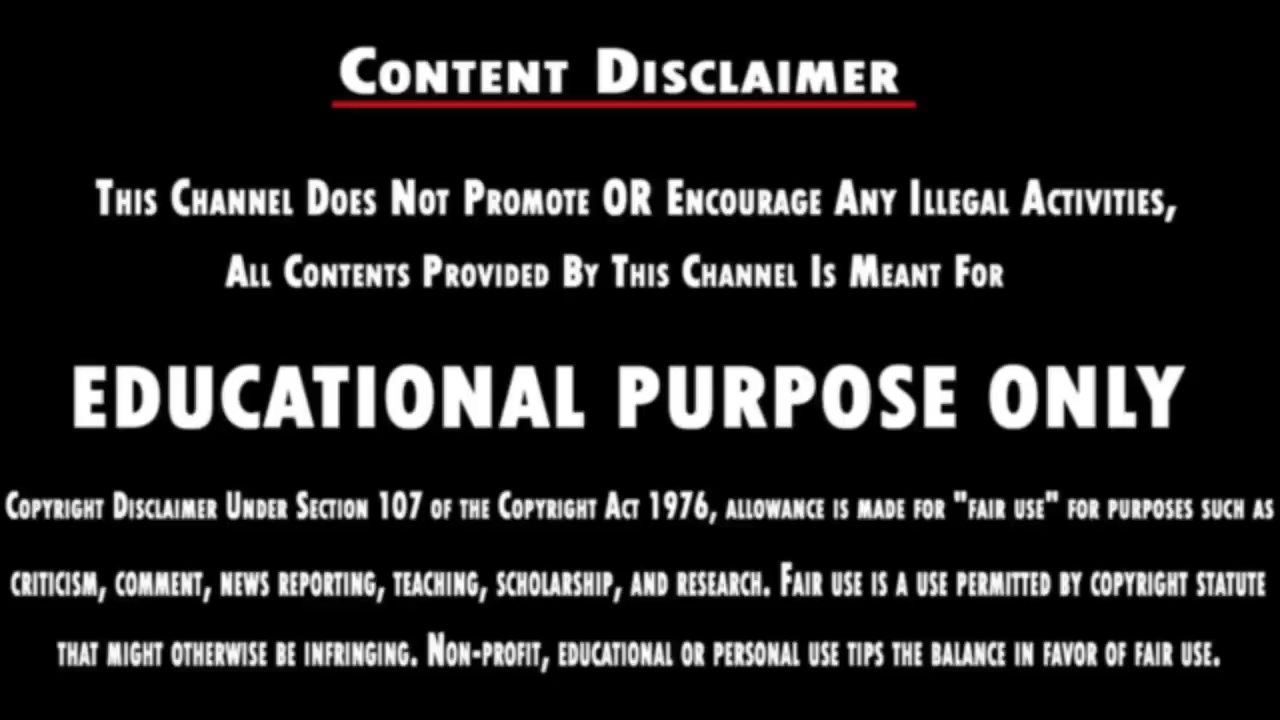 Content Disclaimer
This Channel Does Not Promote OR Encourage Any Illegal Activities,
All Contents Provided By This Channel Is Meant For
EDUCATIONAL PURPOSE ONLY
Copyright Disclaimer Under Section 107 of the Copyright Act 1976, allowance is made for "fair use" for purposes such as
criticism, comment, news reporting, teaching, scholarship, and research. Fair use is a use permitted by copyright statute
that might otherwise be infringing. Non-profit, educational or personal use tips the balance in favor of fair use.